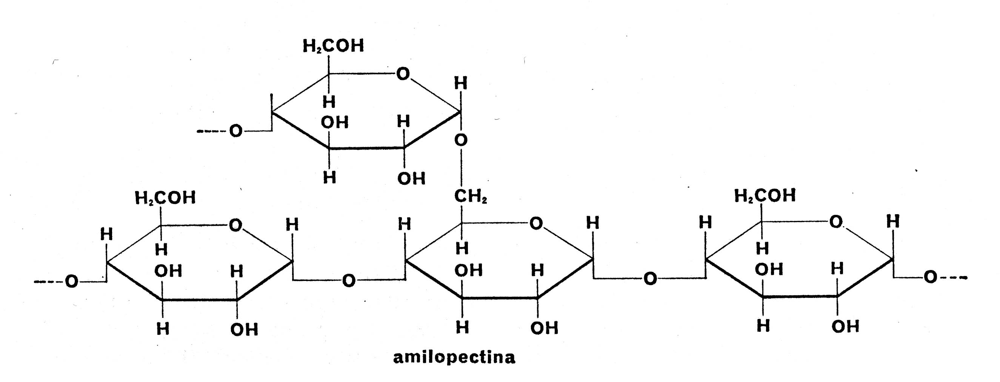 H₂COH
O H
H
OH H
----O O
H OH
H₂COH CH₂ H₂COH
H O H H O H H O H
H H H
OH H OH H OH H
----O O O O---
H OH H OH H OH
amilopectina